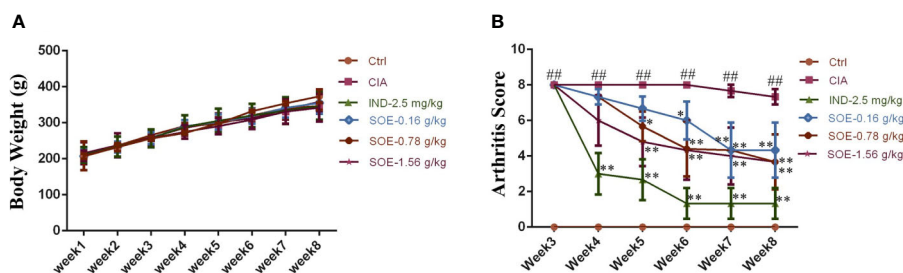 A
Body Weight (g)
500
400
300
200
100
0
week1
week2
week3
week4
week5
week6
week7
week8
Ctrl
CIA
IND-2.5 mg/kg
SOE-0.16 g/kg
SOE-0.78 g/kg
SOE-1.56 g/kg
B
Arthritis Score
10
8
6
4
2
0
## ## ## ## ## ##
*
*
**
**
**
**
**
**
**
**
**
**
**
**
**
**
Week3
Week4
Week5
Week6
Week7
Week8
Ctrl
CIA
IND-2.5 mg/kg
SOE-0.16 g/kg
SOE-0.78 g/kg
SOE-1.56 g/kg